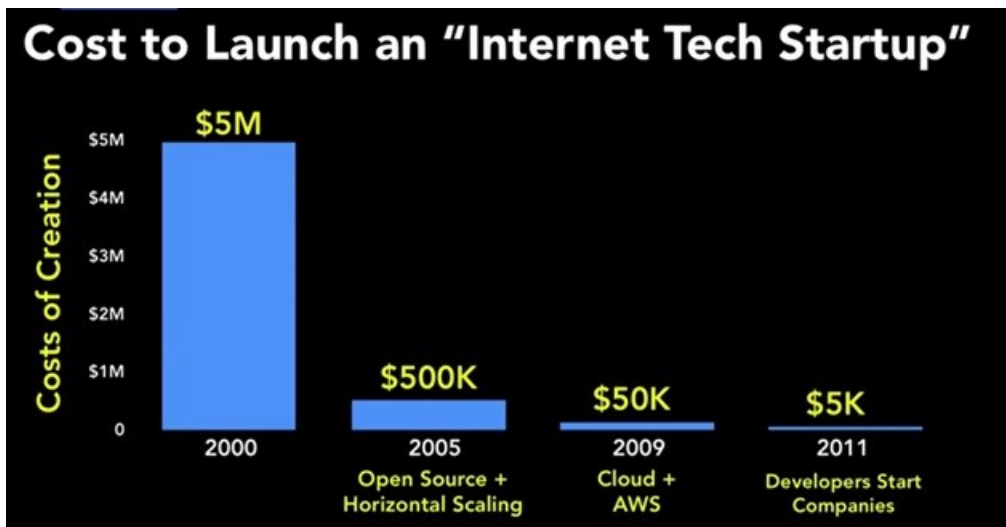 Cost to Launch an “Internet Tech Startup”
Costs of Creation
$5M
$4M
$3M
$2M
$1M
0
$5M
$500K
$50K
$5K
2000
2005
2009
2011
Open Source +
Horizontal Scaling
Cloud +
AWS
Developers Start
Companies